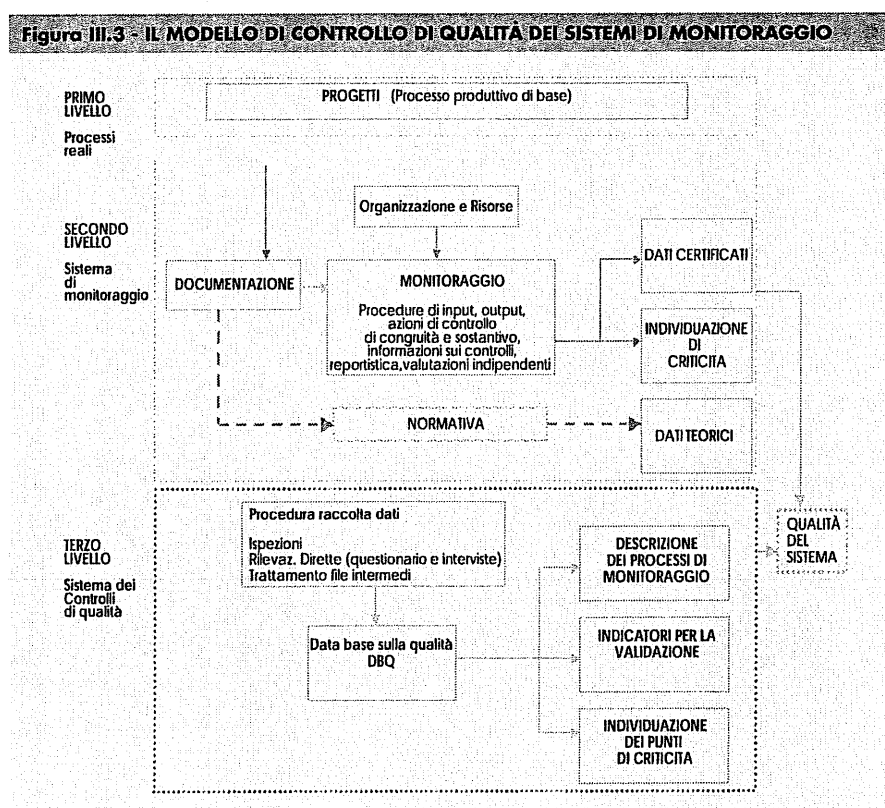 Figura III.3 - IL MODELLO DI CONTROLLO DI QUALITÀ DEI SISTEMI DI MONITORAGGIO
PRIMO
LIVELLO
Processi
reali
PROGETTI (Processo produttivo di base)
SECONDO
LIVELLO
Sistema
di
monitoraggio
Organizzazione e Risorse
DOCUMENTAZIONE
MONITORAGGIO
Procedure di input, output,
azioni di controllo
di congruità e sostantivo,
informazioni sui controlli,
reportistica,valutazioni indipendenti
DATI CERTIFICATI
INDIVIDUAZIONE
DI
CRITICITA
NORMATIVA
DATI TEORICI
TERZO
LIVELLO
Sistema dei
Controlli
di qualità
Procedura raccolta dati
Ispezioni
Rilevaz. Dirette (questionario e interviste)
Trattamento file intermedi
Data base sulla qualità
DBQ
DESCRIZIONE
DEI PROCESSI DI
MONITORAGGIO
INDICATORI PER LA
VALIDAZIONE
INDIVIDUAZIONE
DEI PUNTI
DI CRITICITA
QUALITÀ
DEL
SISTEMA